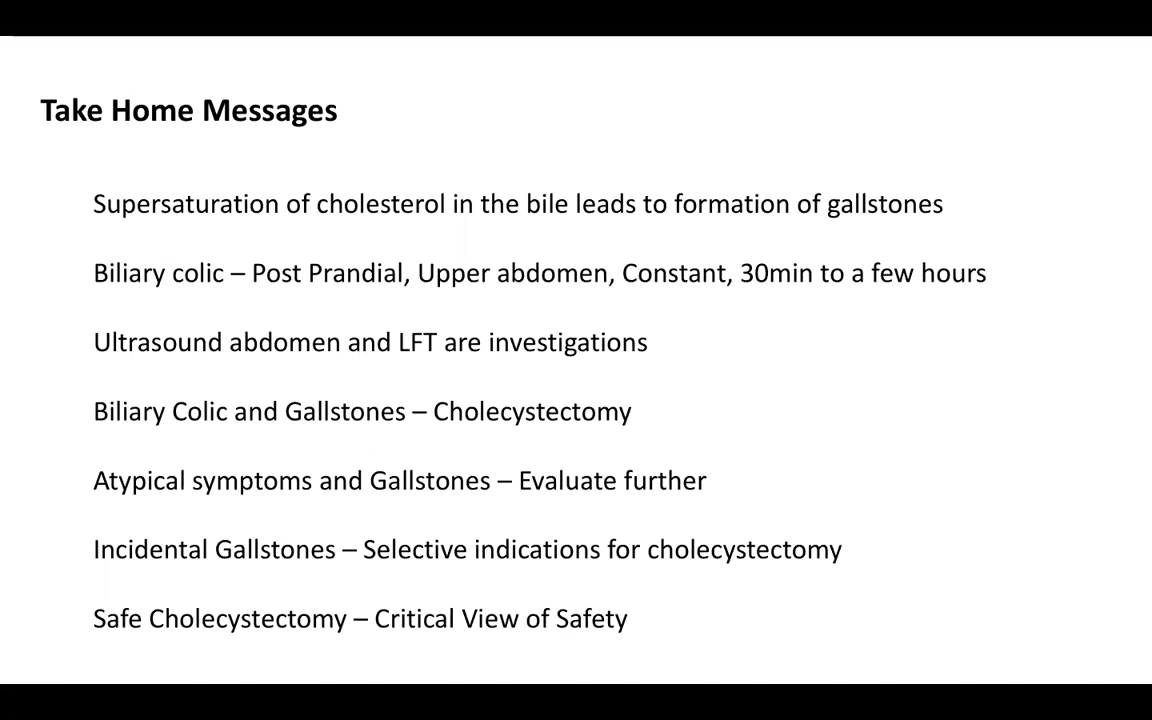 Take Home Messages
Supersaturation of cholesterol in the bile leads to formation of gallstones
Biliary colic – Post Prandial, Upper abdomen, Constant, 30min to a few hours
Ultrasound abdomen and LFT are investigations
Biliary Colic and Gallstones – Cholecystectomy
Atypical symptoms and Gallstones – Evaluate further
Incidental Gallstones – Selective indications for cholecystectomy
Safe Cholecystectomy – Critical View of Safety